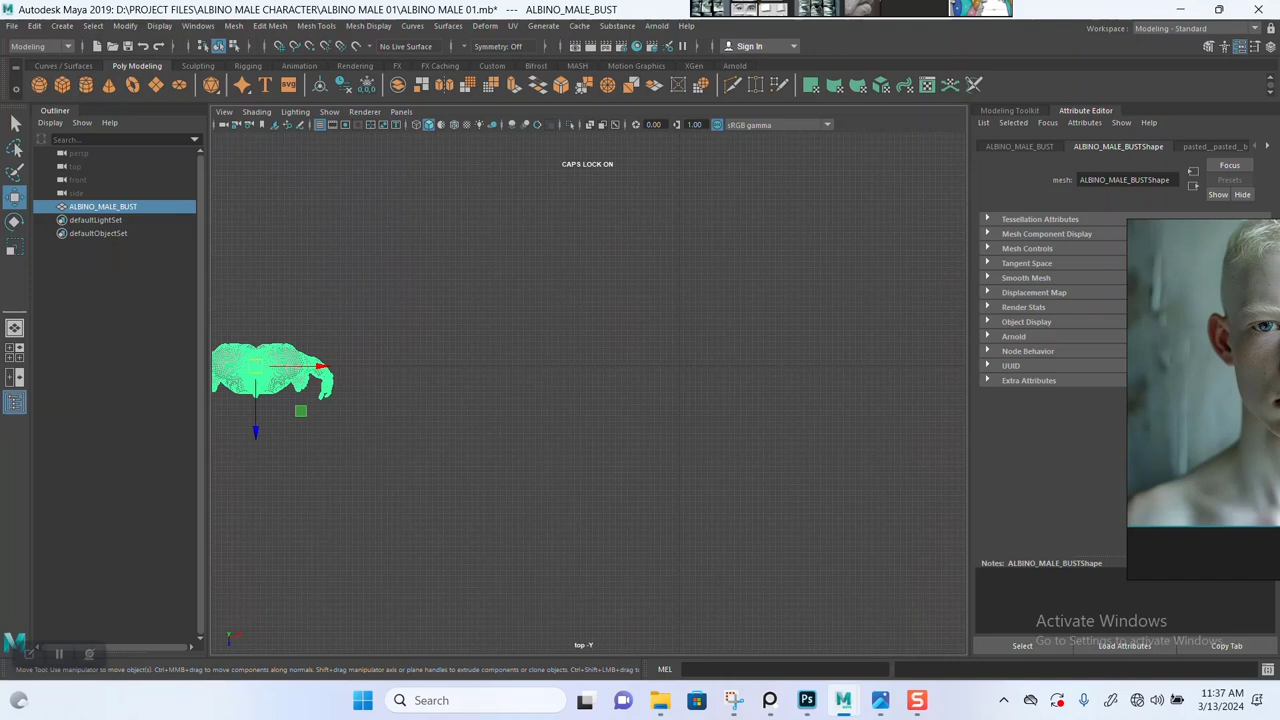 Autodesk Maya 2019: D:\PROJECT FILES\ALBINO MALE CHARACTER\ALBINO MALE 01\ALBINO MALE 01.mb* --- ALBINO_MALE_BUST
File Edit Create Select Modify Display Windows Mesh Edit Mesh Mesh Tools Mesh Display Curves Surfaces Deform UV Generate Cache Substance Arnold Help
Workspace: Modeling - Standard
Modeling No Live Surface Symmetry: Off Sign In
Curves / Surfaces Poly Modeling Sculpting Rigging Animation Rendering FX FX Caching Custom Bifrost MASH Motion Graphics XGen Arnold
Outliner
Display Show Help
Search...
persp
top
front
side
ALBINO_MALE_BUST
defaultLightSet
defaultObjectSet
View Shading Lighting Show Renderer Panels
0.00 1.00 sRGB gamma
CAPS LOCK ON
top -Y
Modeling Toolkit Attribute Editor
List Selected Focus Attributes Show Help
ALBINO_MALE_BUST ALBINO_MALE_BUSTShape pasted__pasted__b
Focus
mesh: ALBINO_MALE_BUSTShape
Presets
Show Hide
Tessellation Attributes
Mesh Component Display
Mesh Controls
Tangent Space
Smooth Mesh
Displacement Map
Render Stats
Object Display
Arnold
Node Behavior
UUID
Extra Attributes
Notes: ALBINO_MALE_BUSTShape
Activate Windows
Go to Settings to activate Windows.
Select Load Attributes Copy Tab
Move Tool: Use manipulator to move object(s). Ctrl+MMB+drag to move components along normals. Shift+drag manipulator axis or plane handles to extrude components or clone objects. Ctrl+Shift+LMB+drag to
MEL
Search
11:37 AM
3/13/2024